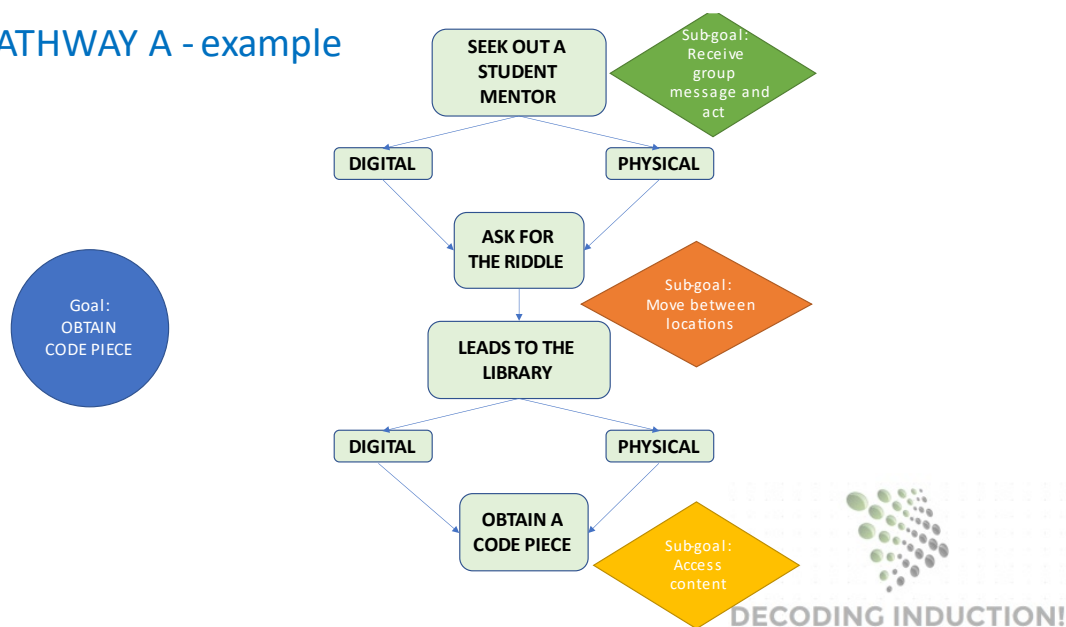 ATHWAY A - example
SEEK OUT A
STUDENT
MENTOR
Sub-goal:
Receive
group
message and
act
DIGITAL
PHYSICAL
ASK FOR
THE RIDDLE
Goal:
OBTAIN
CODE PIECE
Sub-goal:
Move between
locations
LEADS TO THE
LIBRARY
DIGITAL
PHYSICAL
OBTAIN A
CODE PIECE
Sub-goal:
Access
content
DECODING INDUCTION!